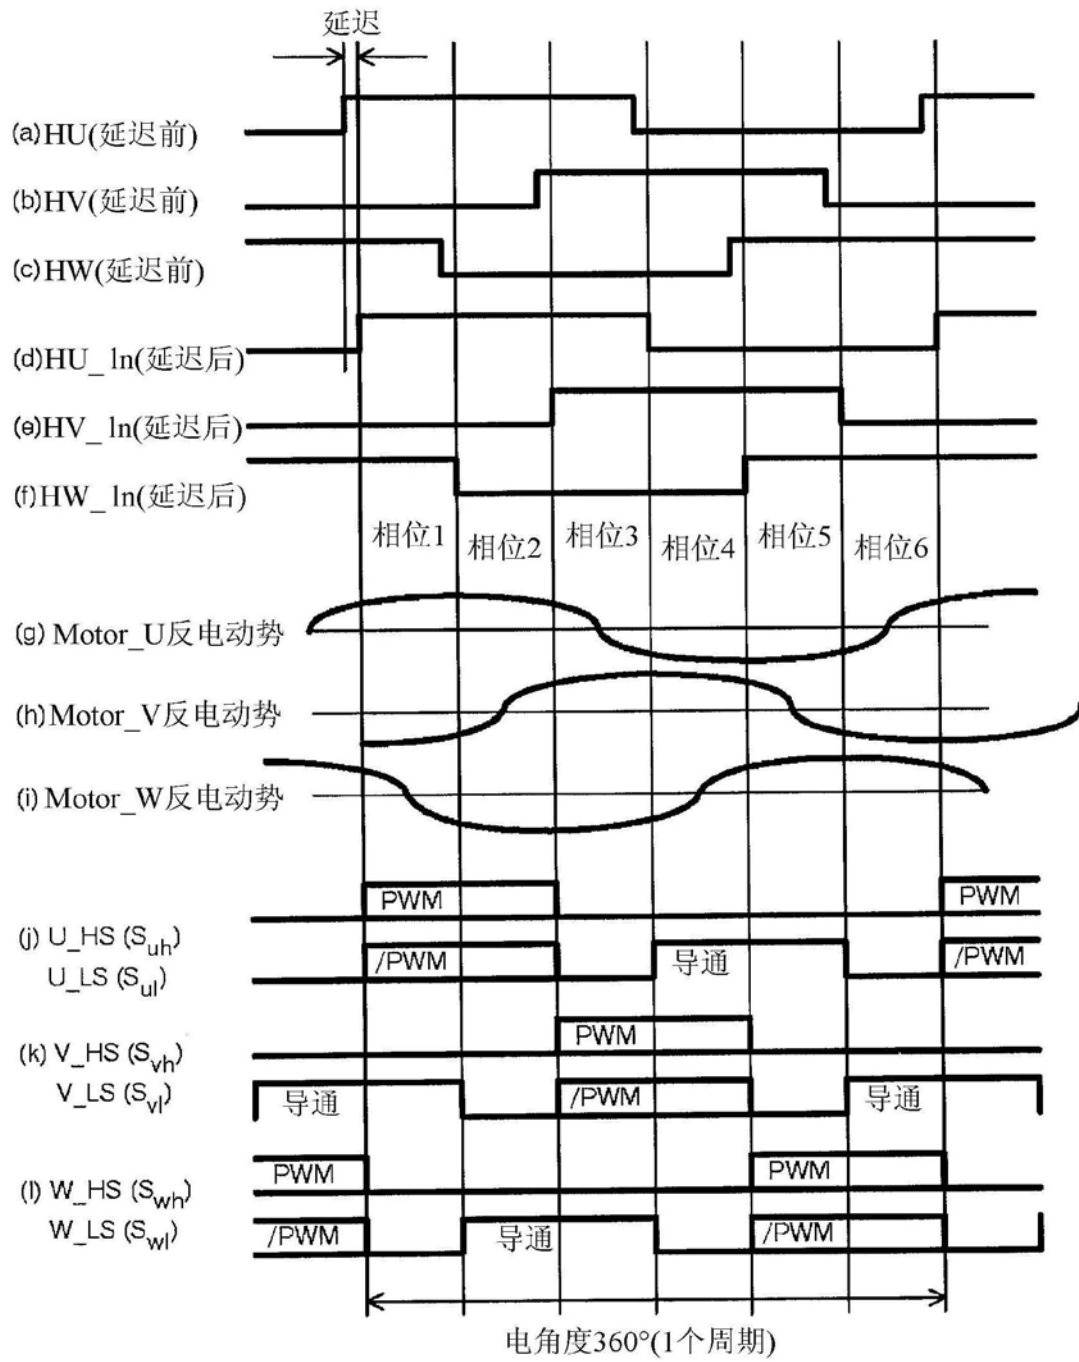 延迟
(a)HU(延迟前)
(b)HV(延迟前)
(c)HW(延迟前)
(d)HU_ln(延迟后)
(e)HV_ln(延迟后)
(f)HW_ln(延迟后)
相位1 相位2 相位3 相位4 相位5 相位6
(g) Motor_U反电动势
(h)Motor_V反电动势
(i) Motor_W反电动势
PWM PWM
(j) U_HS (Suh)
/PWM 导通 /PWM
U_LS (Sul)
PWM
(k) V_HS (Svh)
V_LS (Svl)
导通 /PWM 导通
PWM PWM
(l) W_HS (Swh)
W_LS (Swl)
/PWM 导通 /PWM
电角度360°(1个周期)